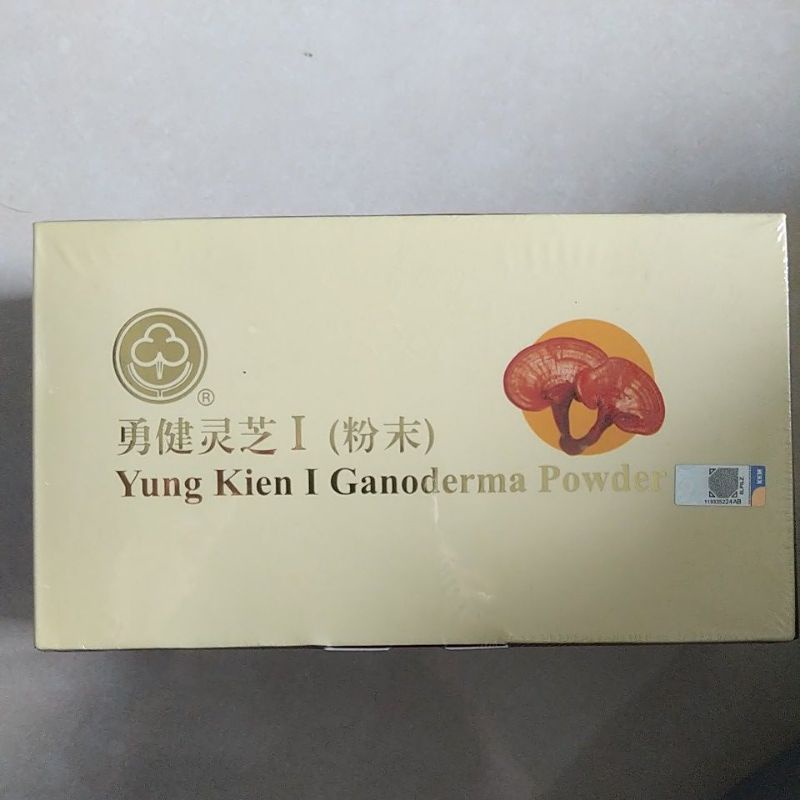 ®
勇健灵芝 I (粉末)
Yung Kien I Ganoderma Powder